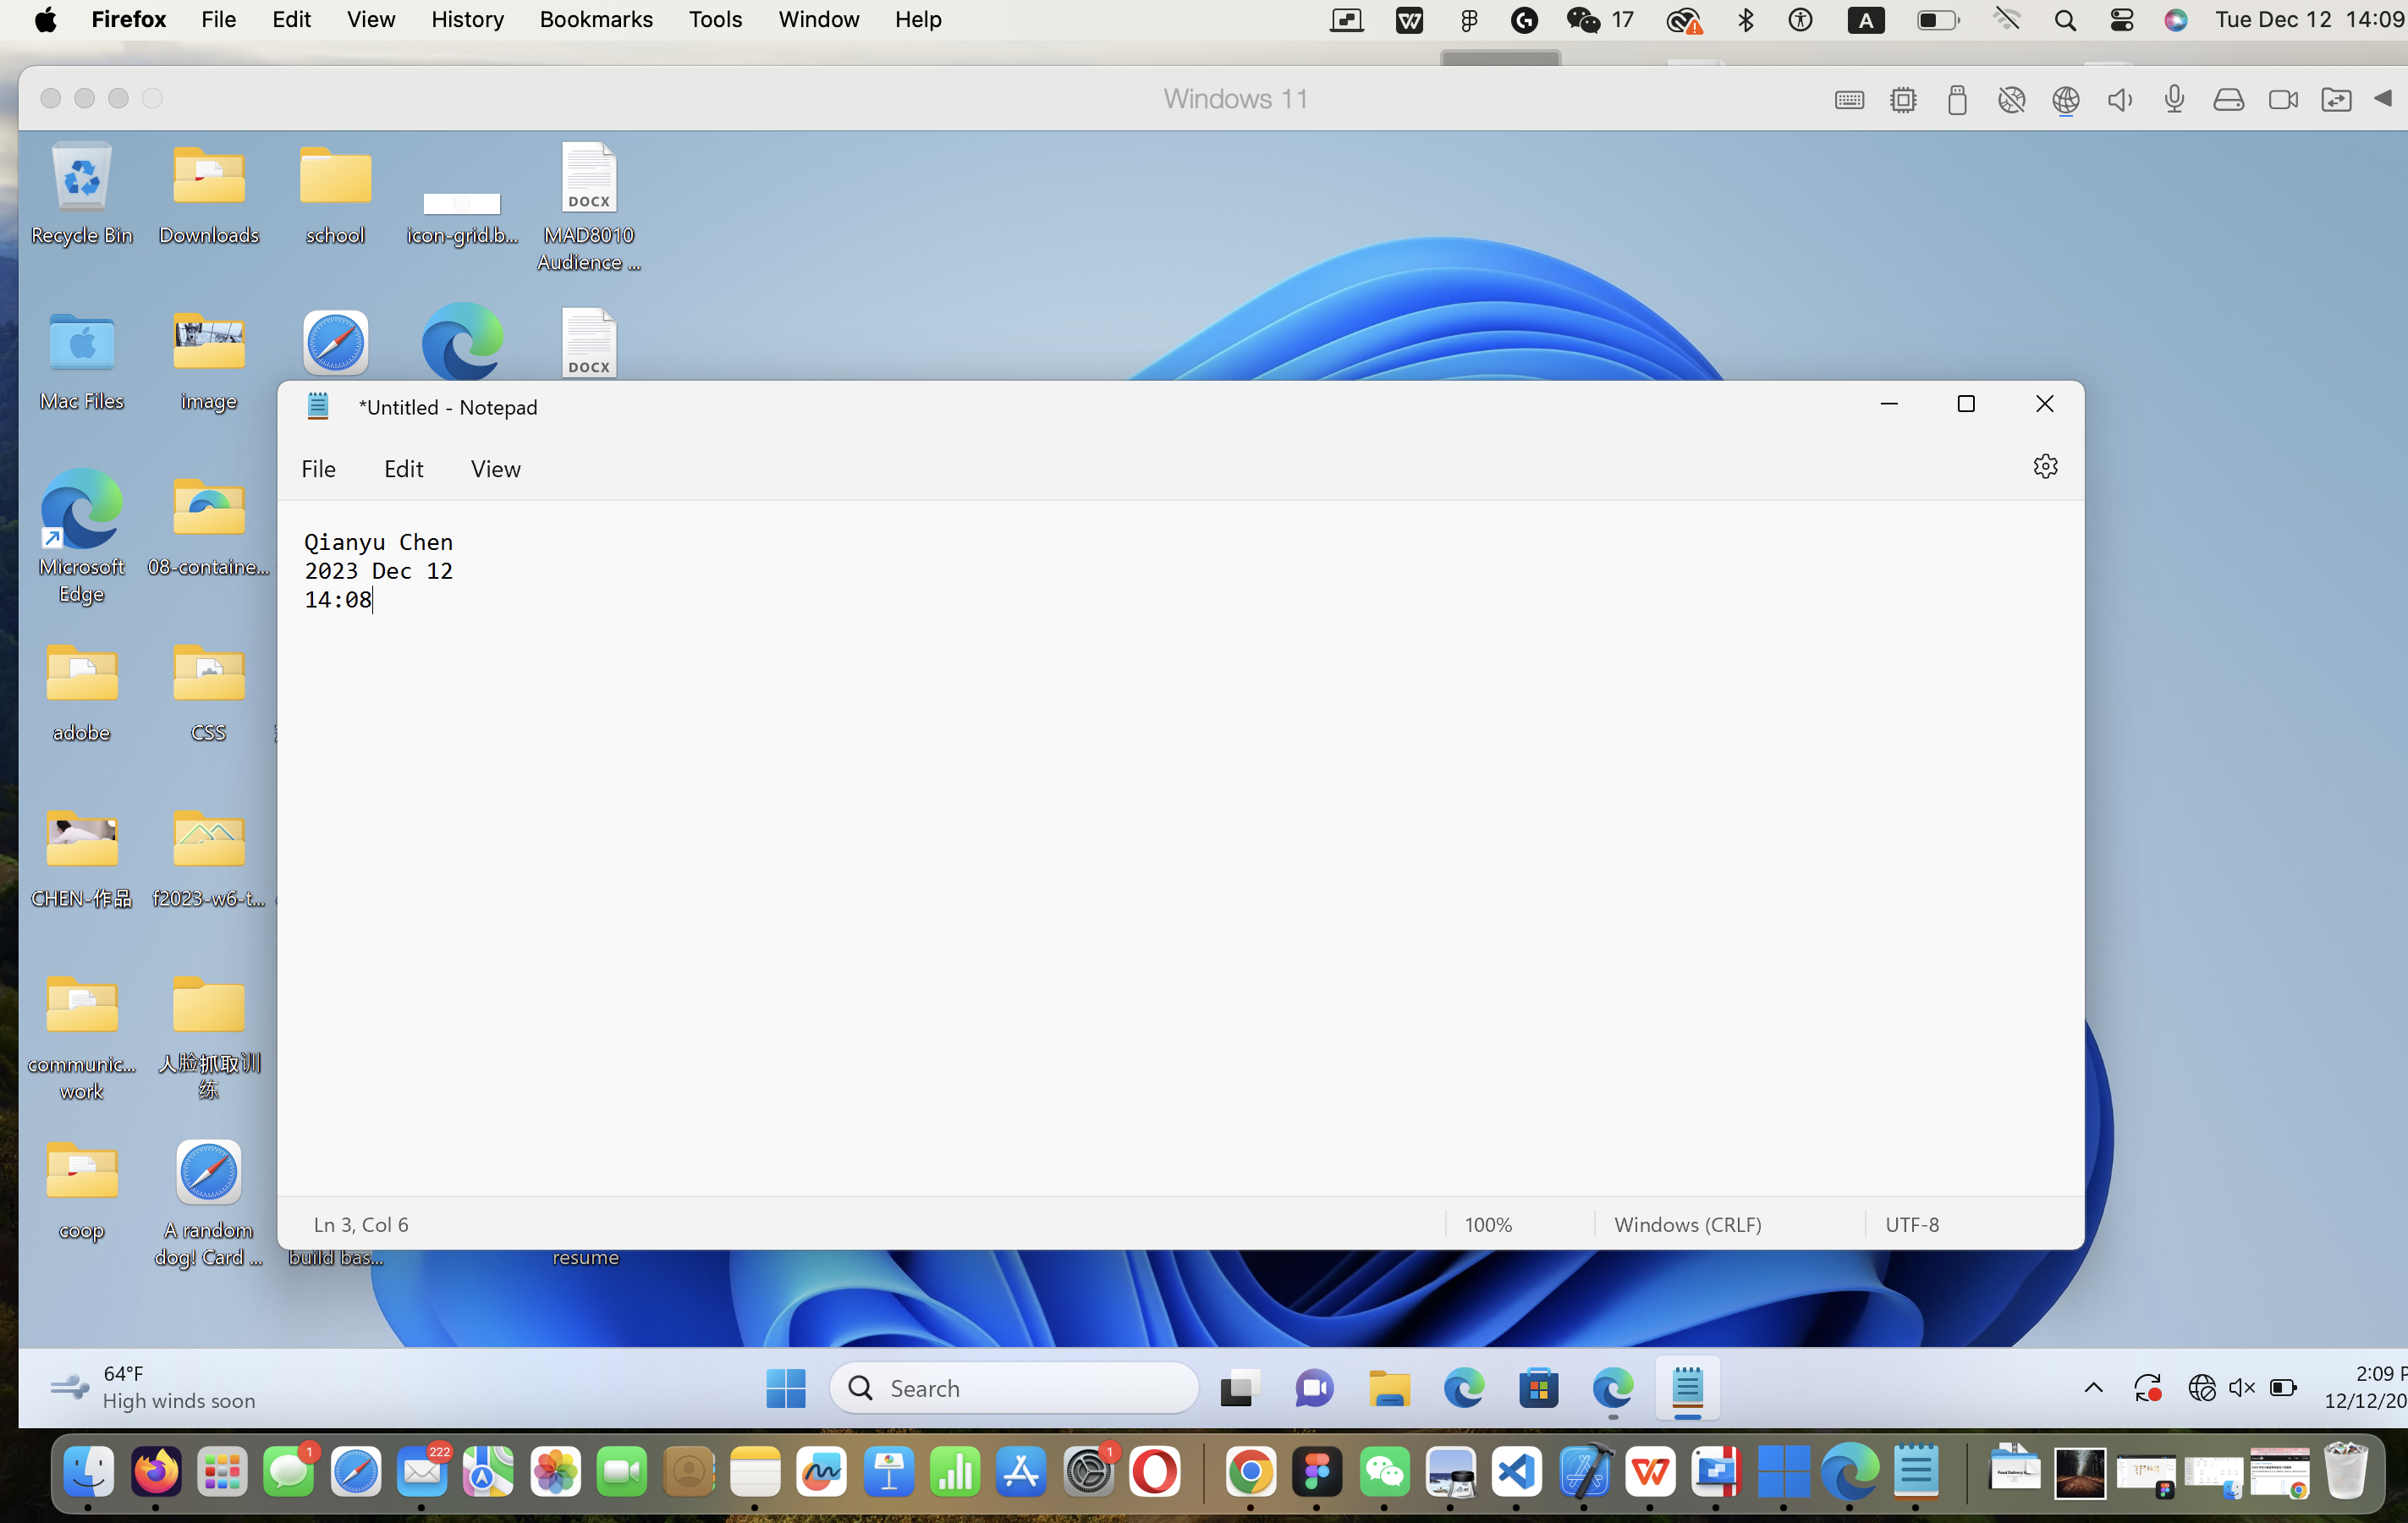 Firefox File Edit View History Bookmarks Tools Window Help 17 A Tue Dec 12 14:09
Windows 11
Recycle Bin
Downloads
school
icon-grid.b...
DOCX
MAD8010
Audience ...
Mac Files
image
DOCX
*Untitled - Notepad
File Edit View
Qianyu Chen
2023 Dec 12
14:08
Microsoft
Edge
08-containe...
adobe
CSS
CHEN-作品
f2023-w6-t...
communic...
work
人脸抓取训
练
coop
A random
dog! Card ...
build bas...
resume
Ln 3, Col 6
100%
Windows (CRLF)
UTF-8
64°F
High winds soon
Search
2:09 P
12/12/20
1
222
1